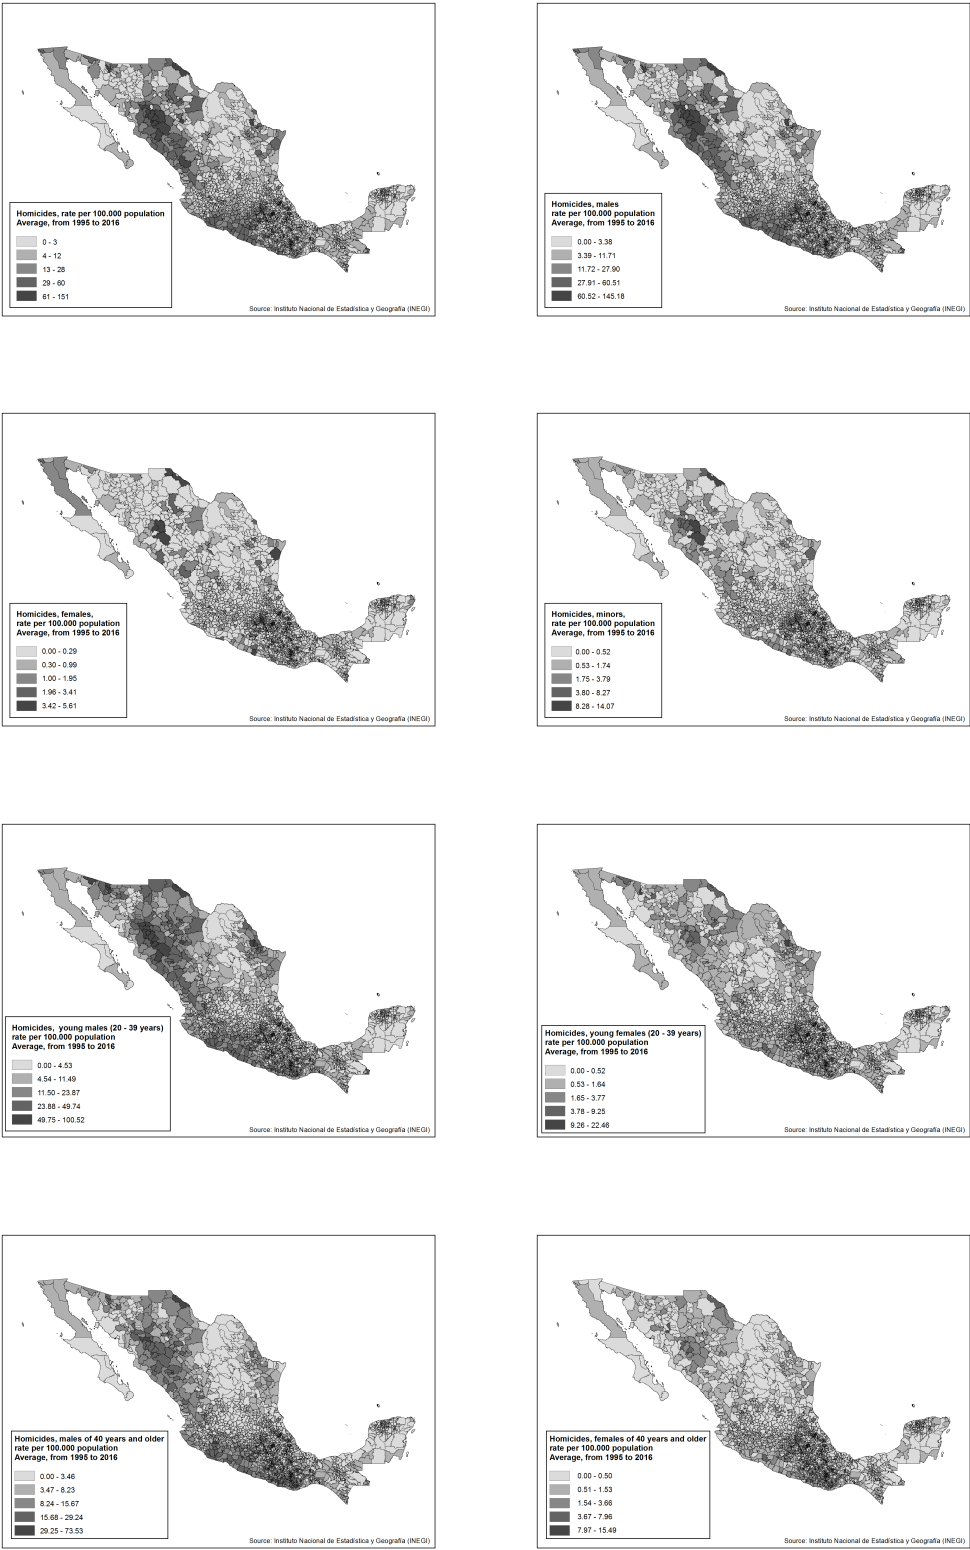 Homicides, rate per 100.000 population
Average, from 1995 to 2016
0 - 3
4 - 12
13 - 28
29 - 60
61 - 151
Source: Instituto Nacional de Estadística y Geografía (INEGI)
Homicides, males
rate per 100.000 population
Average, from 1995 to 2016
0.00 - 3.38
3.39 - 11.71
11.72 - 27.90
27.91 - 60.51
60.52 - 145.18
Source: Instituto Nacional de Estadística y Geografía (INEGI)
Homicides, females,
rate per 100.000 population
Average, from 1995 to 2016
0.00 - 0.29
0.30 - 0.99
1.00 - 1.95
1.96 - 3.41
3.42 - 5.61
Source: Instituto Nacional de Estadística y Geografía (INEGI)
Homicides, minors,
rate per 100.000 population
Average, from 1995 to 2016
0.00 - 0.52
0.53 - 1.74
1.75 - 3.79
3.80 - 8.27
8.28 - 14.07
Source: Instituto Nacional de Estadística y Geografía (INEGI)
Homicides, young males (20 - 39 years)
rate per 100.000 population
Average, from 1995 to 2016
0.00 - 4.53
4.54 - 11.49
11.50 - 23.87
23.88 - 49.74
49.75 - 100.52
Source: Instituto Nacional de Estadística y Geografía (INEGI)
Homicides, young females (20 - 39 years)
rate per 100.000 population
Average, from 1995 to 2016
0.00 - 0.52
0.53 - 1.64
1.65 - 3.77
3.78 - 9.25
9.26 - 22.46
Source: Instituto Nacional de Estadística y Geografía (INEGI)
Homicides, males of 40 years and older
rate per 100.000 population
Average, from 1995 to 2016
0.00 - 3.46
3.47 - 8.23
8.24 - 15.67
15.68 - 29.24
29.25 - 73.53
Source: Instituto Nacional de Estadística y Geografía (INEGI)
Homicides, females of 40 years and older
rate per 100.000 population
Average, from 1995 to 2016
0.00 - 0.50
0.51 - 1.53
1.54 - 3.66
3.67 - 7.96
7.97 - 15.49
Source: Instituto Nacional de Estadística y Geografía (INEGI)